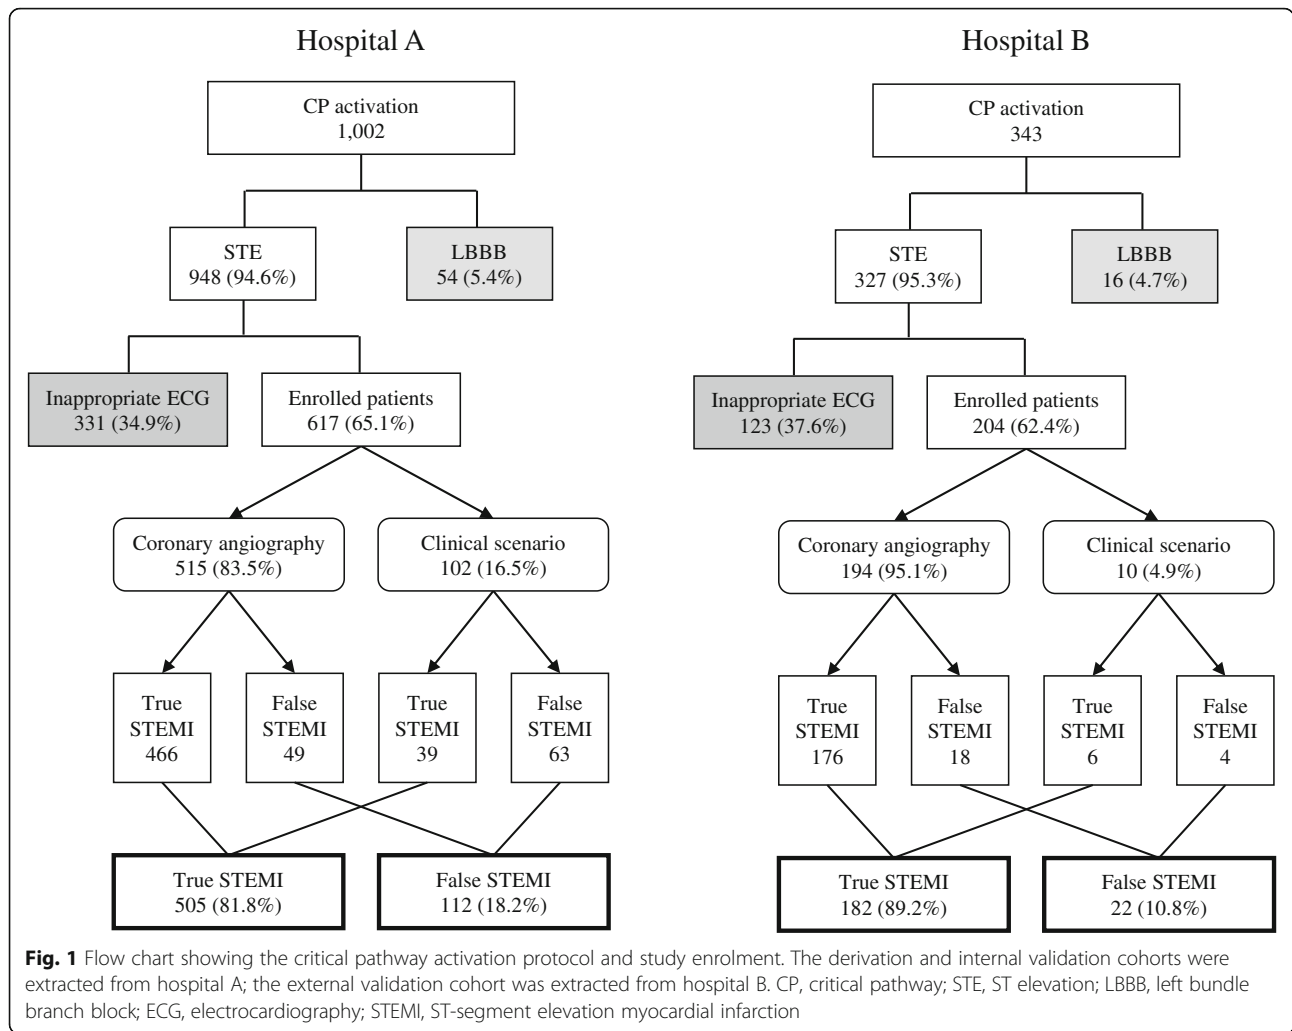 Hospital A
CP activation
1,002
STE
948 (94.6%)
LBBB
54 (5.4%)
Inappropriate ECG
331 (34.9%)
Enrolled patients
617 (65.1%)
Coronary angiography
515 (83.5%)
Clinical scenario
102 (16.5%)
True
STEMI
466
False
STEMI
49
True
STEMI
39
False
STEMI
63
True STEMI
505 (81.8%)
False STEMI
112 (18.2%)
Hospital B
CP activation
343
STE
327 (95.3%)
LBBB
16 (4.7%)
Inappropriate ECG
123 (37.6%)
Enrolled patients
204 (62.4%)
Coronary angiography
194 (95.1%)
Clinical scenario
10 (4.9%)
True
STEMI
176
False
STEMI
18
True
STEMI
6
False
STEMI
4
True STEMI
182 (89.2%)
False STEMI
22 (10.8%)
Fig. 1 Flow chart showing the critical pathway activation protocol and study enrolment. The derivation and internal validation cohorts were
extracted from hospital A; the external validation cohort was extracted from hospital B. CP, critical pathway; STE, ST elevation; LBBB, left bundle
branch block; ECG, electrocardiography; STEMI, ST-segment elevation myocardial infarction